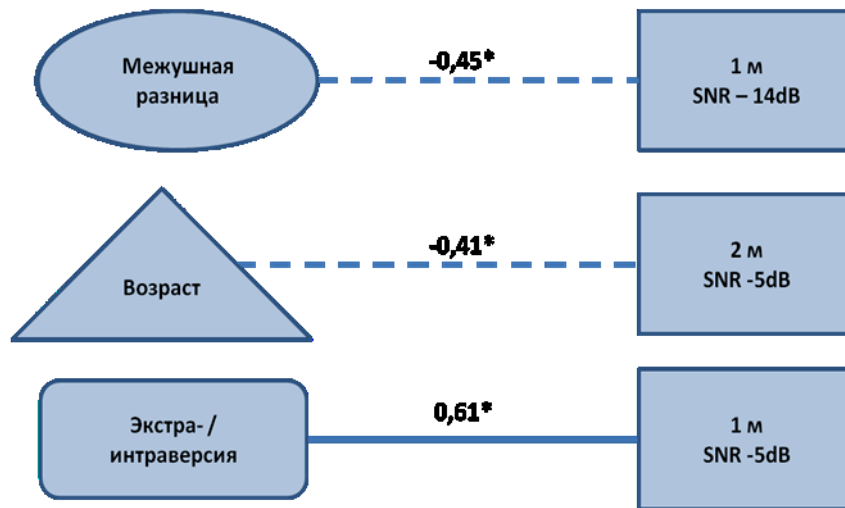 Межушная
разница
-0,45*
1 м
SNR – 14dB
Возраст
-0,41*
2 м
SNR -5dB
Экстра- /
интраверсия
0,61*
1 м
SNR -5dB